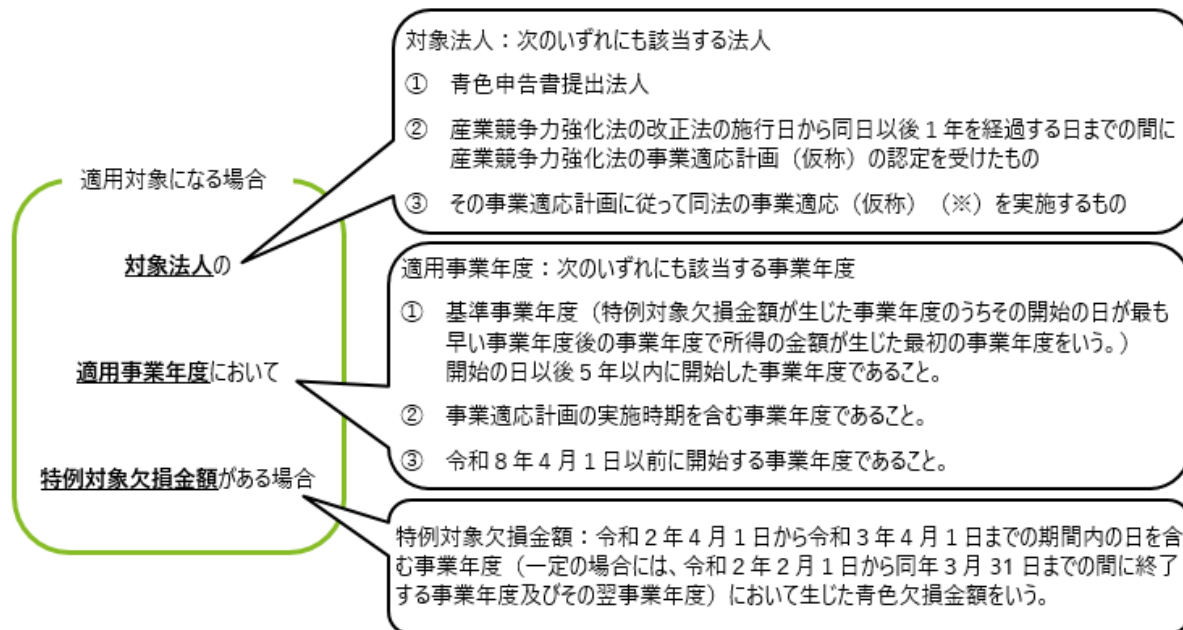 適用対象になる場合
対象法人の
適用事業年度において
特例対象欠損金額がある場合
対象法人：次のいずれにも該当する法人
① 青色申告書提出法人
② 産業競争力強化法の改正法の施行日から同日以後１年を経過する日までの間に
産業競争力強化法の事業適応計画（仮称）の認定を受けたもの
③ その事業適応計画に従って同法の事業適応（仮称）（※）を実施するもの
適用事業年度：次のいずれにも該当する事業年度
① 基準事業年度（特例対象欠損金額が生じた事業年度のうちその開始の日が最も
早い事業年度後の事業年度で所得の金額が生じた最初の事業年度をいう。）
開始の日以後５年以内に開始した事業年度であること。
② 事業適応計画の実施時期を含む事業年度であること。
③ 令和８年４月１日以前に開始する事業年度であること。
特例対象欠損金額：令和２年４月１日から令和３年４月１日までの期間内の日を含
む事業年度（一定の場合には、令和２年２月１日から同年３月 31 日までの間に終了
する事業年度及びその翌事業年度）において生じた青色欠損金額をいう。